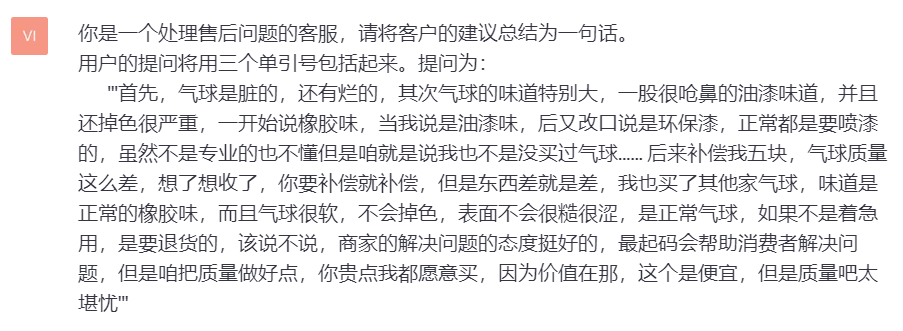 VI
你是一个处理售后问题的客服，请将客户的建议总结为一句话。
用户的提问将用三个单引号包括起来。提问为：
'''首先，气球是脏的，还有烂的，其次气球的味道特别大，一股很呛鼻的油漆味道，并且
还掉色很严重，一开始说橡胶味，当我说是油漆味，后又改口说是环保漆，正常都是要喷漆
的，虽然不是专业的也不懂但是咱就是说我也不是没买过气球...... 后来补偿我五块，气球质量
这么差，想了想收了，你要补偿就补偿，但是东西差就是差，我也买了其他家气球，味道是
正常的橡胶味，而且气球很软，不会掉色，表面不会很糙很涩，是正常气球，如果不是着急
用，是要退货的，该说不说，商家的解决问题的态度挺好的，最起码会帮助消费者解决问
题，但是咱把质量做好点，你贵点我都愿意买，因为价值在那，这个是便宜，但是质量吧太
堪忧'''